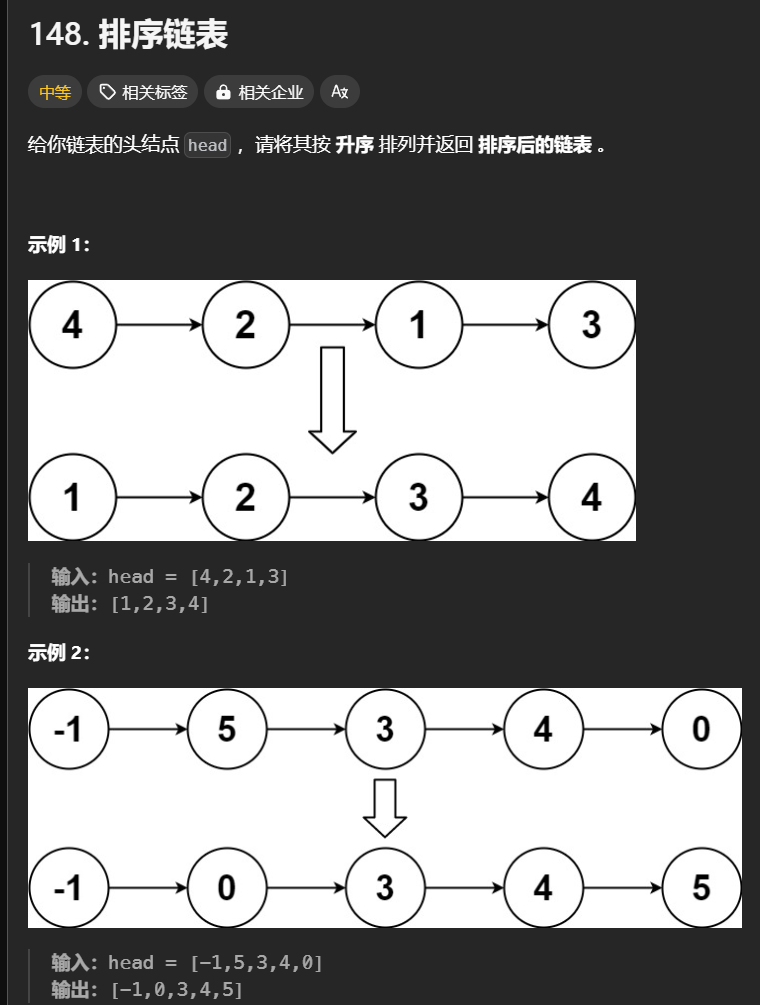 148. 排序链表
中等 相关标签 相关企业 Aあ
给你链表的头结点 head ，请将其按 升序 排列并返回 排序后的链表 。
示例 1：
4 2 1 3
1 2 3 4
输入：head = [4,2,1,3]
输出：[1,2,3,4]
示例 2：
-1 5 3 4 0
-1 0 3 4 5
输入：head = [-1,5,3,4,0]
输出：[-1,0,3,4,5]